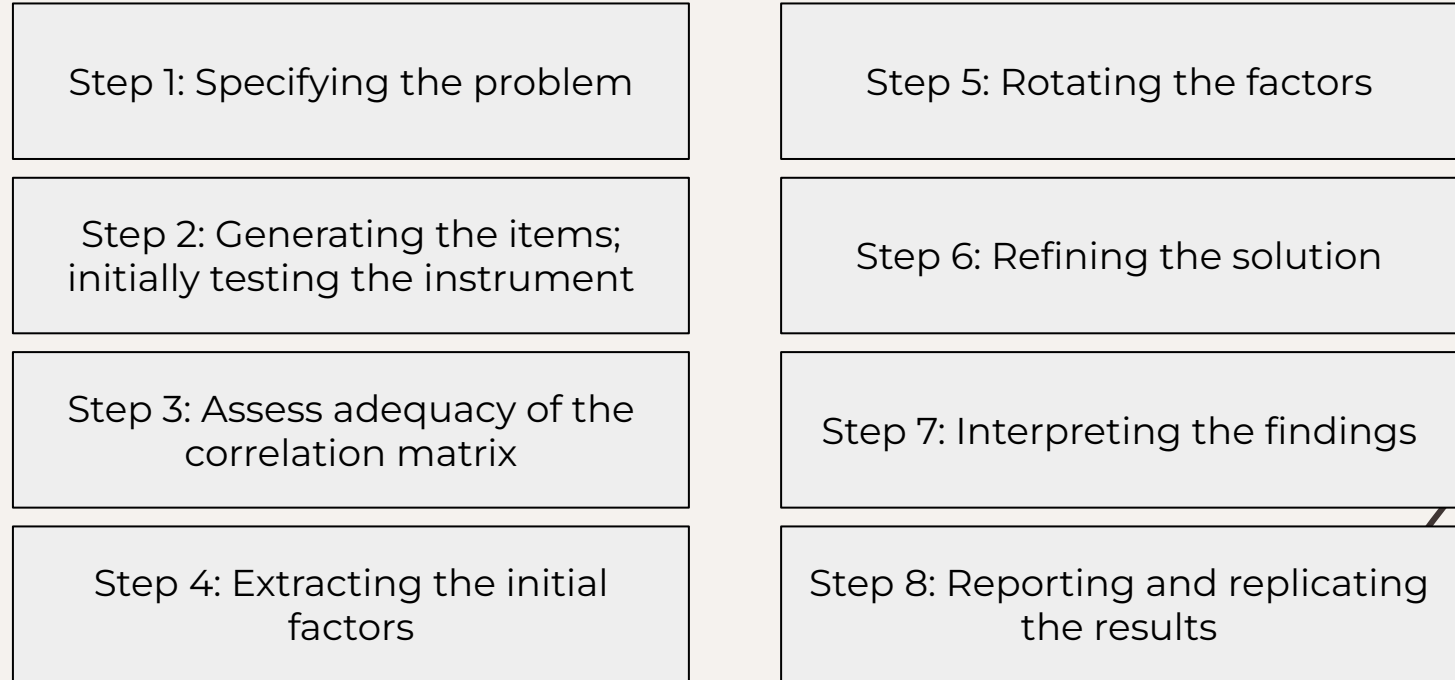 Step 1: Specifying the problem
Step 2: Generating the items;
initially testing the instrument
Step 3: Assess adequacy of the
correlation matrix
Step 4: Extracting the initial
factors
Step 5: Rotating the factors
Step 6: Refining the solution
Step 7: Interpreting the findings
Step 8: Reporting and replicating
the results